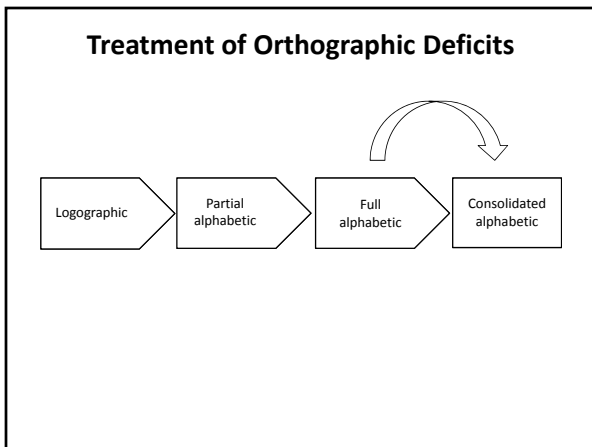 Treatment of Orthographic Deficits
Logographic
Partial
alphabetic
Full
alphabetic
Consolidated
alphabetic